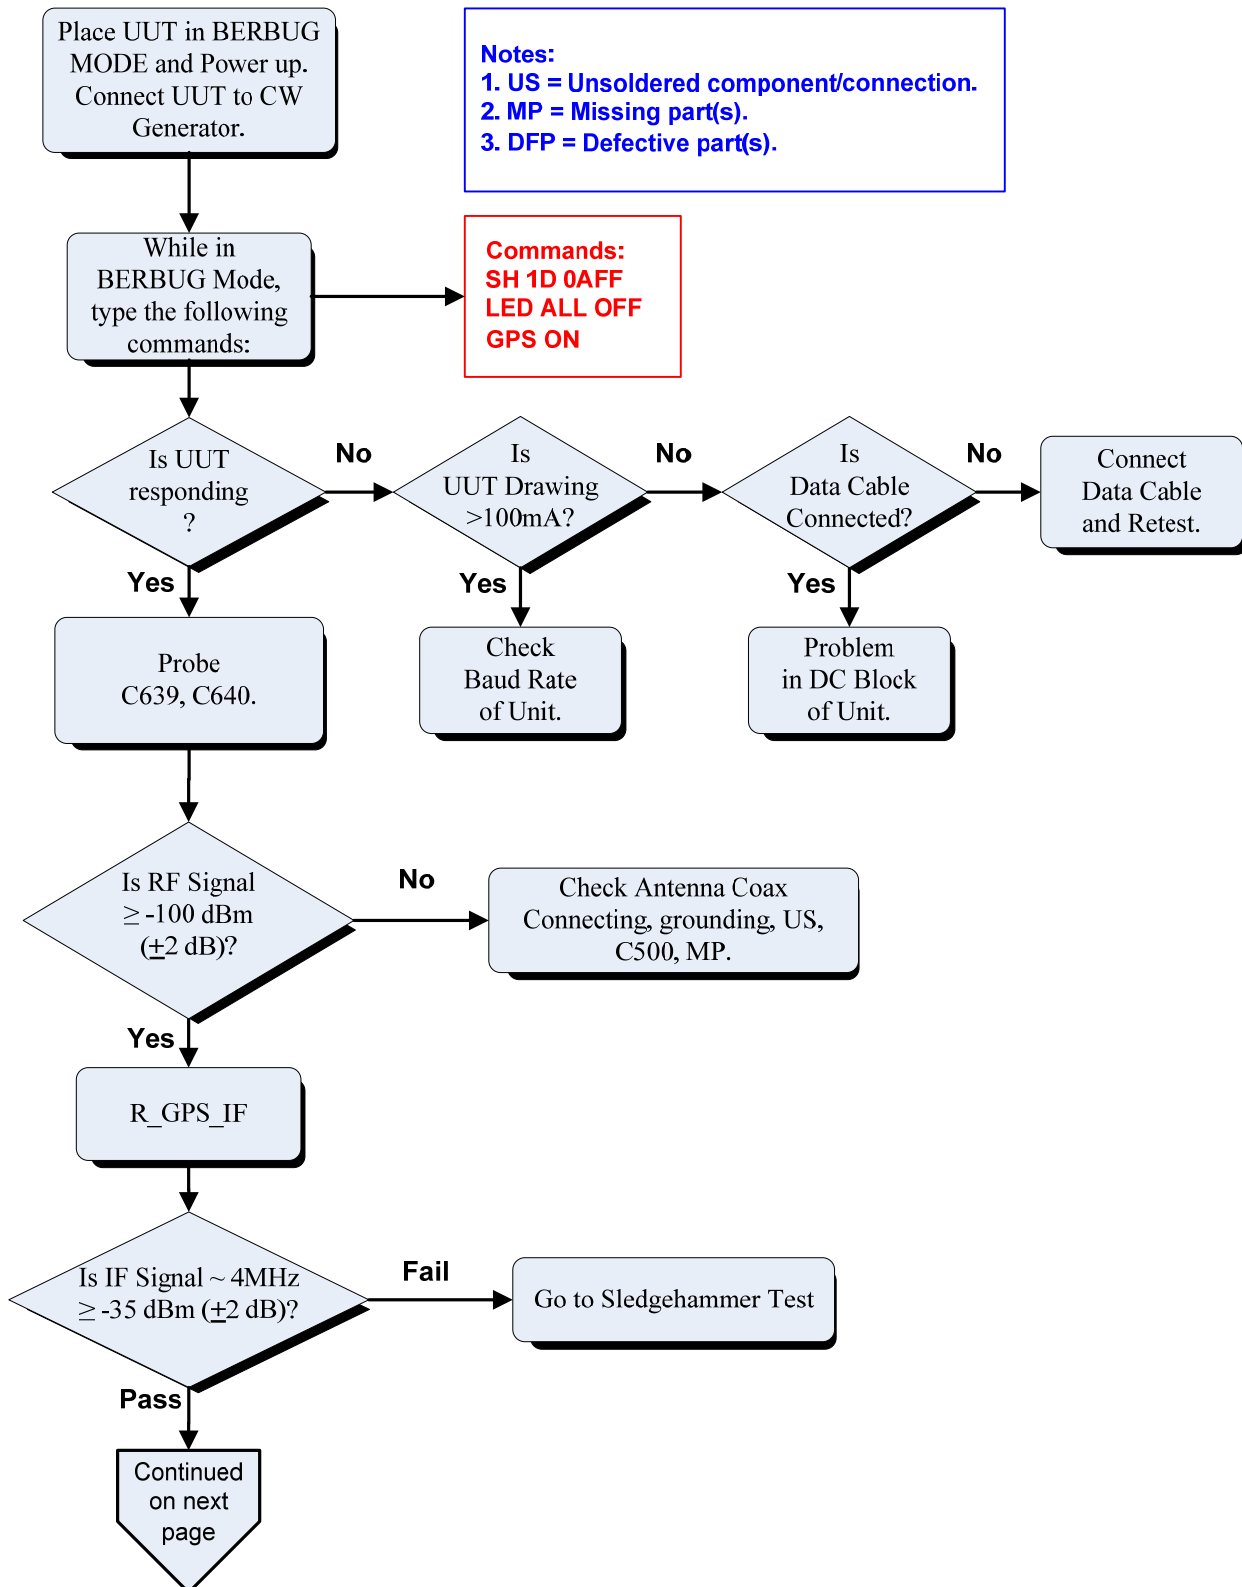 Place UUT in BERBUG
MODE and Power up.
Connect UUT to CW
Generator.
Notes:
1. US = Unsoldered component/connection.
2. MP = Missing part(s).
3. DFP = Defective part(s).
While in
BERBUG Mode,
type the following
commands:
Commands:
SH 1D 0AFF
LED ALL OFF
GPS ON
Is UUT
responding
?
No
Is
UUT Drawing
>100mA?
No
Is
Data Cable
Connected?
No
Connect
Data Cable
and Retest.
Yes
Yes
Yes
Probe
C639, C640.
Check
Baud Rate
of Unit.
Problem
in DC Block
of Unit.
Is RF Signal
≥ -100 dBm
(±2 dB)?
No
Check Antenna Coax
Connecting, grounding, US,
C500, MP.
Yes
R_GPS_IF
Is IF Signal ~ 4MHz
≥ -35 dBm (±2 dB)?
Fail
Go to Sledgehammer Test
Pass
Continued
on next
page